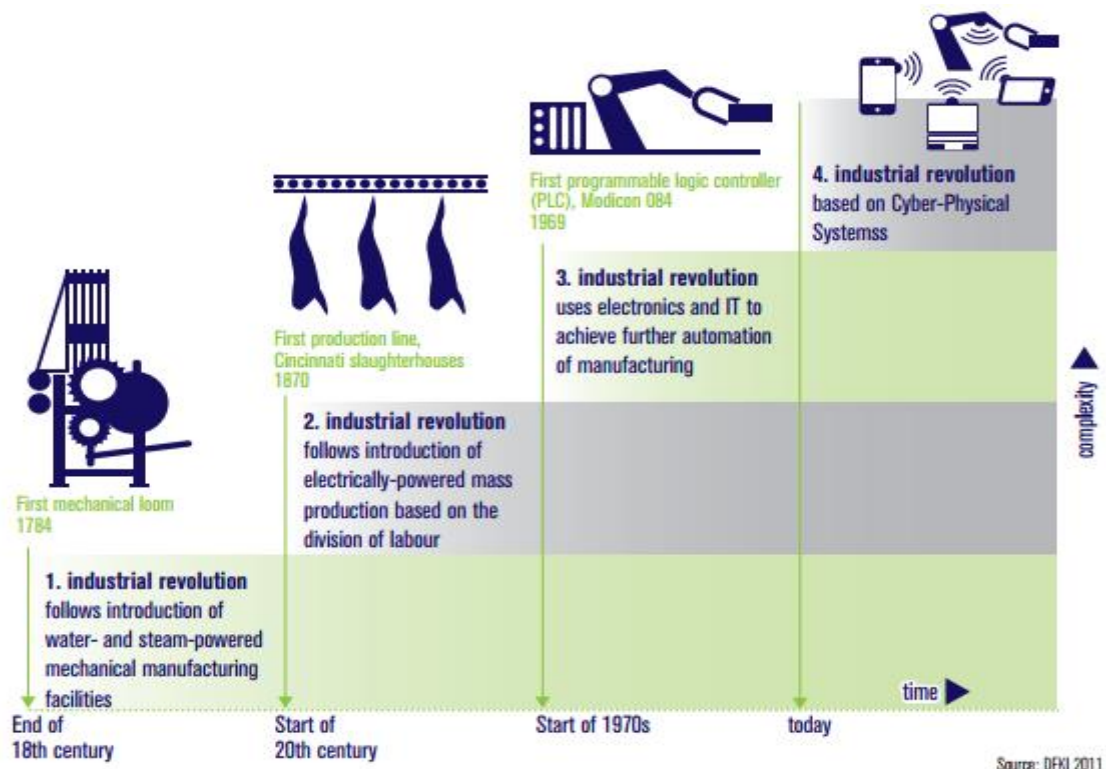 First mechanical loom
1784
1. industrial revolution
follows introduction of
water- and steam-powered
mechanical manufacturing
facilities
End of
18th century
First production line,
Cincinnati slaughterhouses
1870
2. industrial revolution
follows introduction of
electrically-powered mass
production based on the
division of labour
Start of
20th century
First programmable logic controller
(PLC), Modicon 084
1969
3. industrial revolution
uses electronics and IT to
achieve further automation
of manufacturing
Start of 1970s
4. industrial revolution
based on Cyber-Physical
Systemss
today
time
complexity
Source: DFKI 2011